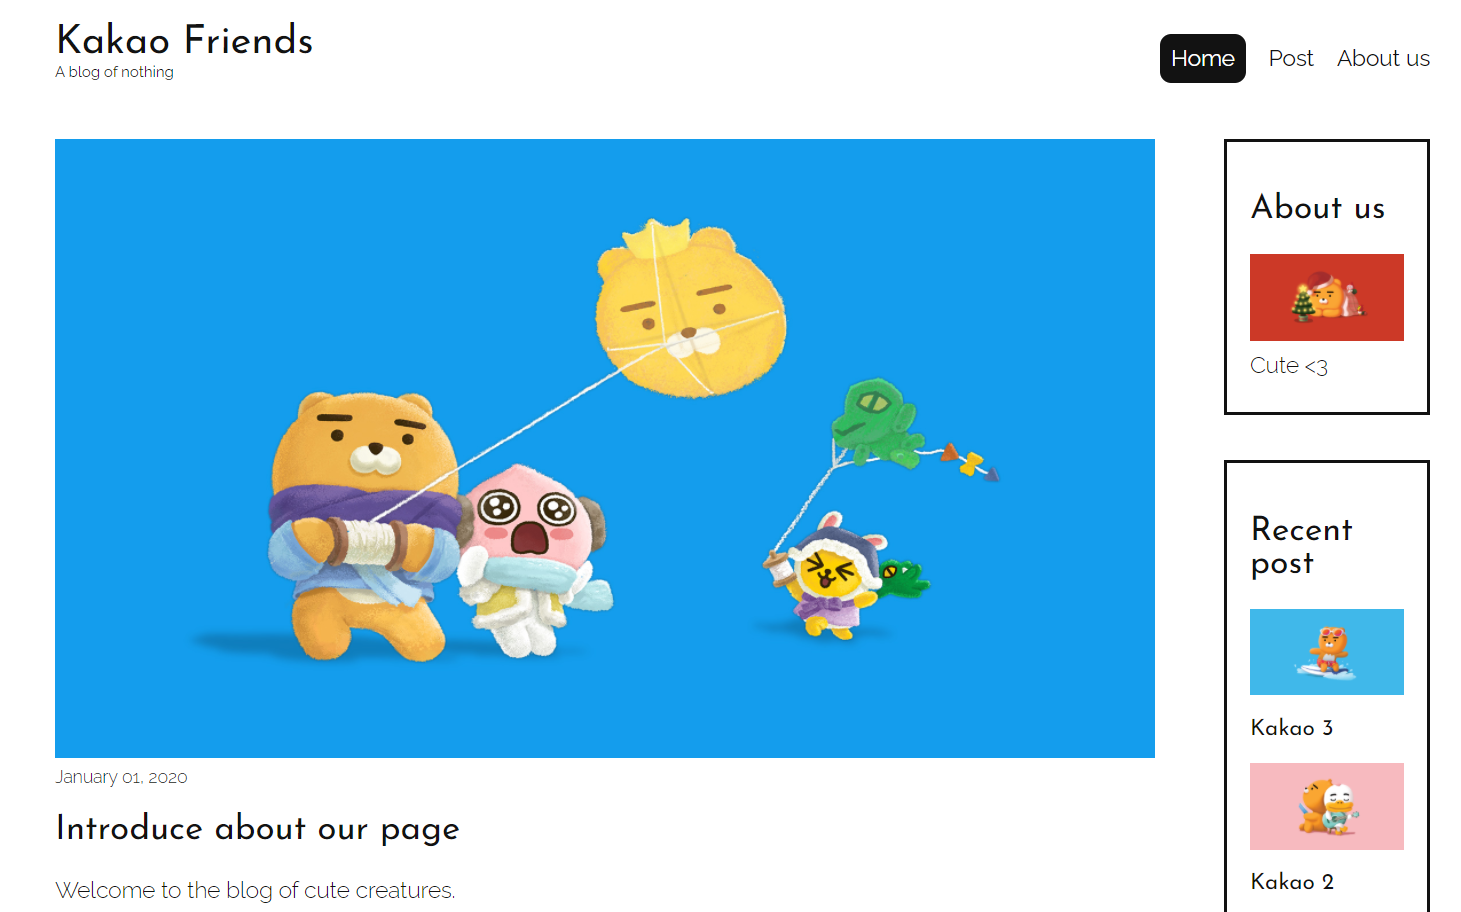 Kakao Friends
A blog of nothing
Home
Post
About us
January 01, 2020
Introduce about our page
Welcome to the blog of cute creatures.
About us
Cute <3
Recent
post
Kakao 3
Kakao 2